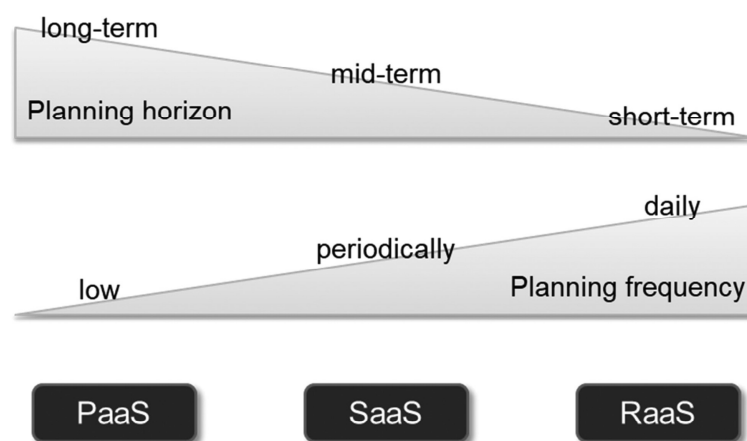 long-term
mid-term
Planning horizon
short-term
daily
periodically
low
Planning frequency
PaaS SaaS RaaS